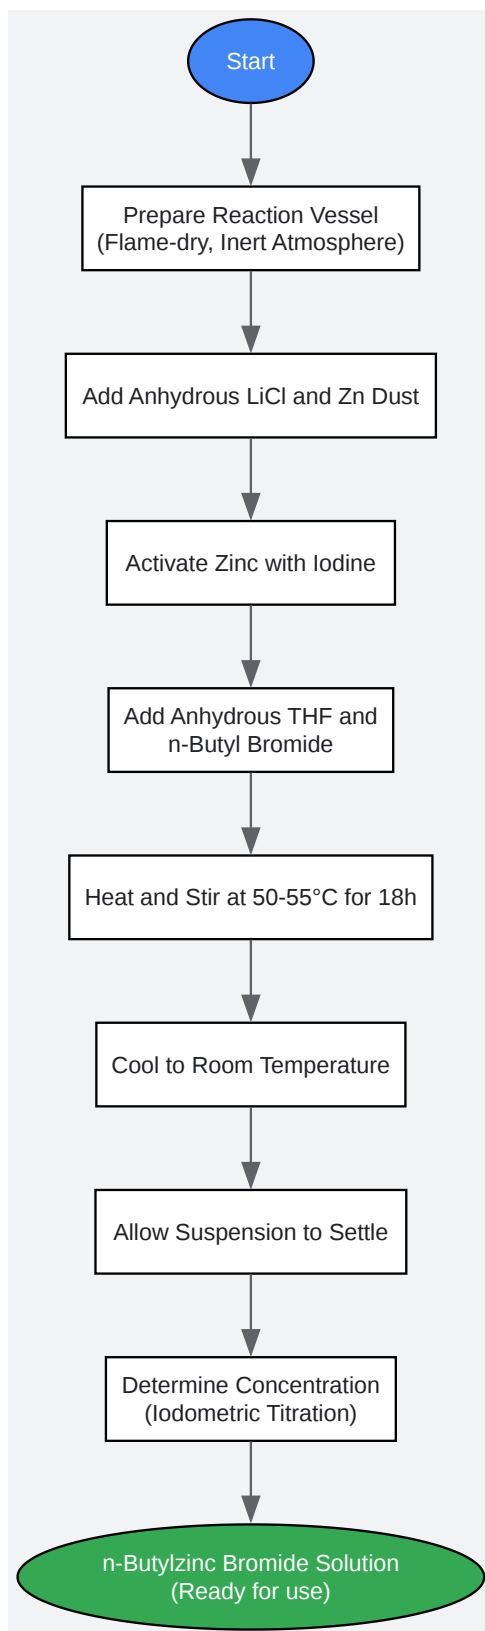 Start
Prepare Reaction Vessel
(Flame-dry, Inert Atmosphere)
Add Anhydrous LiCl and Zn Dust
Activate Zinc with Iodine
Add Anhydrous THF and
n-Butyl Bromide
Heat and Stir at 50-55°C for 18h
Cool to Room Temperature
Allow Suspension to Settle
Determine Concentration
(Iodometric Titration)
n-Butylzinc Bromide Solution
(Ready for use)